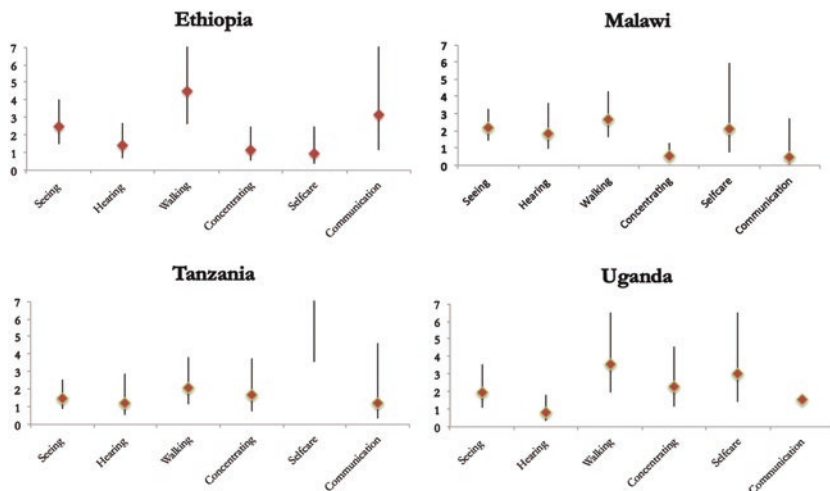 Ethiopia
7
6
5
4
3
2
1
0
Seeing
Hearing
Walking
Concentrating
Selfcare
Communication
Malawi
7
6
5
4
3
2
1
0
Seeing
Hearing
Walking
Concentrating
Selfcare
Communication
Tanzania
7
6
5
4
3
2
1
0
Seeing
Hearing
Walking
Concentrating
Selfcare
Communication
Uganda
7
6
5
4
3
2
1
0
Seeing
Hearing
Walking
Concentrating
Selfcare
Communication